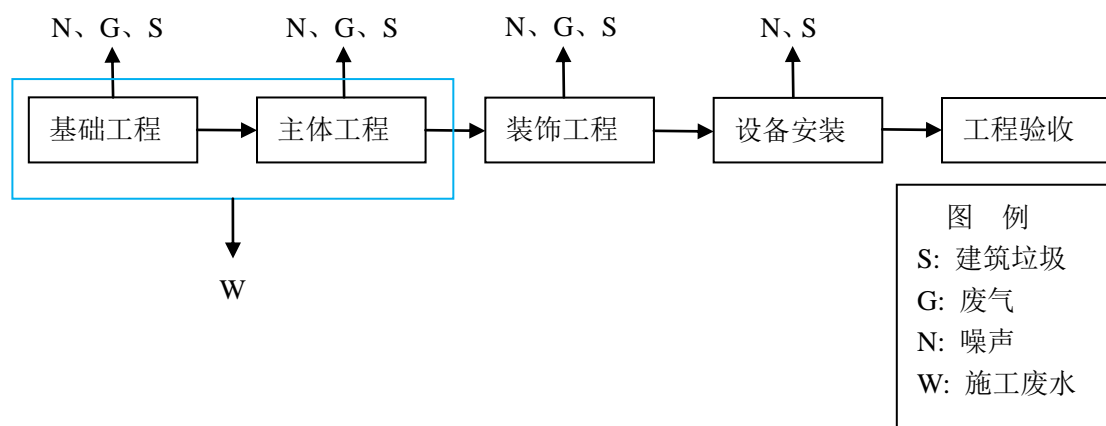 N、G、S
N、G、S
N、G、S
N、S
基础工程
主体工程
装饰工程
设备安装
工程验收
W
图 例
S: 建筑垃圾
G: 废气
N: 噪声
W: 施工废水